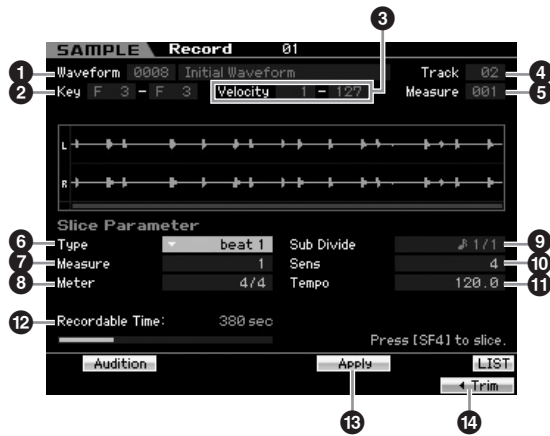 3
SAMPLE Record 01
1 Waveform 0008 Initial Waveform Track 02 4
2 Key F 3 - F 3 Velocity 1 - 127 Measure 001 5
L
R
Slice Parameter
6 Type beat 1 Sub Divide ♪ 1/1 9
7 Measure 1 Sens 4 10
8 Meter 4/4 Tempo 120.0 11
12 Recordable Time: 380 sec
Press [SF4] to slice.
Audition Apply LIST
Trim
13 14